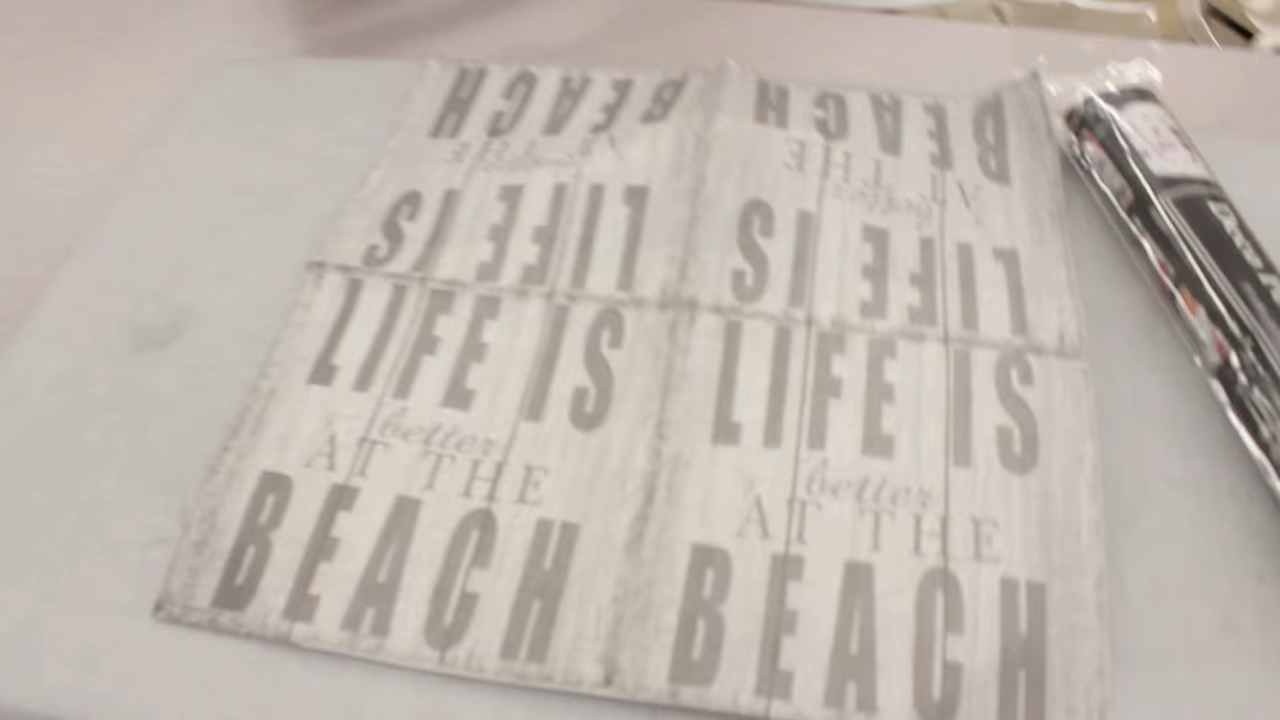 BEACH
AT THE
better
LIFE IS
BEACH
AT THE
better
LIFE IS
LIFE IS
better
AT THE
BEACH
LIFE IS
better
AT THE
BEACH